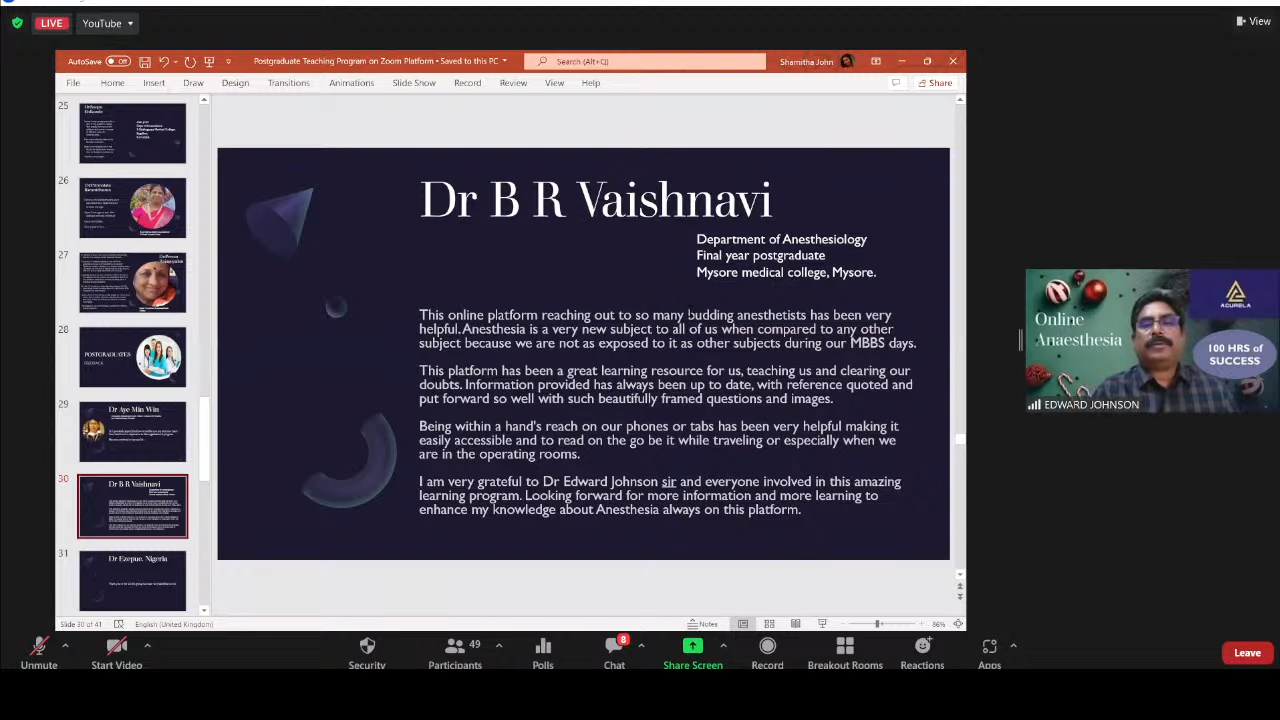 LIVE
YouTube
View
AutoSave
Off
Postgraduate Teaching Program on Zoom Platform • Saved to this PC
Search (Alt+Q)
Shamitha John
File Home Insert Draw Design Transitions Animations Slide Show Record Review View Help
Share
25
26
27
28
POSTGRADUATES
FEEDBACK
29
Dr Aye Min Win
30
Dr B R Vaishnavi
31
Dr Ezepue, Nigeria
Dr B R Vaishnavi
Department of Anesthesiology
Final year postgraduate
Mysore medical college, Mysore.
This online platform reaching out to so many budding anesthetists has been very
helpful. Anesthesia is a very new subject to all of us when compared to any other
subject because we are not as exposed to it as other subjects during our MBBS days.
This platform has been a great learning resource for us, teaching us and clearing our
doubts. Information provided has always been up to date, with reference quoted and
put forward so well with such beautifully framed questions and images.
Being within a hand's reach on our phones or tabs has been very helpful making it
easily accessible and to read on the go be it while traveling or especially when we
are in the operating rooms.
I am very grateful to Dr Edward Johnson sir and everyone involved in this amazing
learning program. Looking forward for more information and more learning to
enhance my knowledge about Anesthesia always on this platform.
Online
Anaesthesia
ACURELA
100 HRS of
SUCCESS
EDWARD JOHNSON
Slide 30 of 41
English (United Kingdom)
Notes
86%
Unmute
Start Video
Security
Participants
49
Polls
Chat
8
Share Screen
Record
Breakout Rooms
Reactions
Apps
Leave